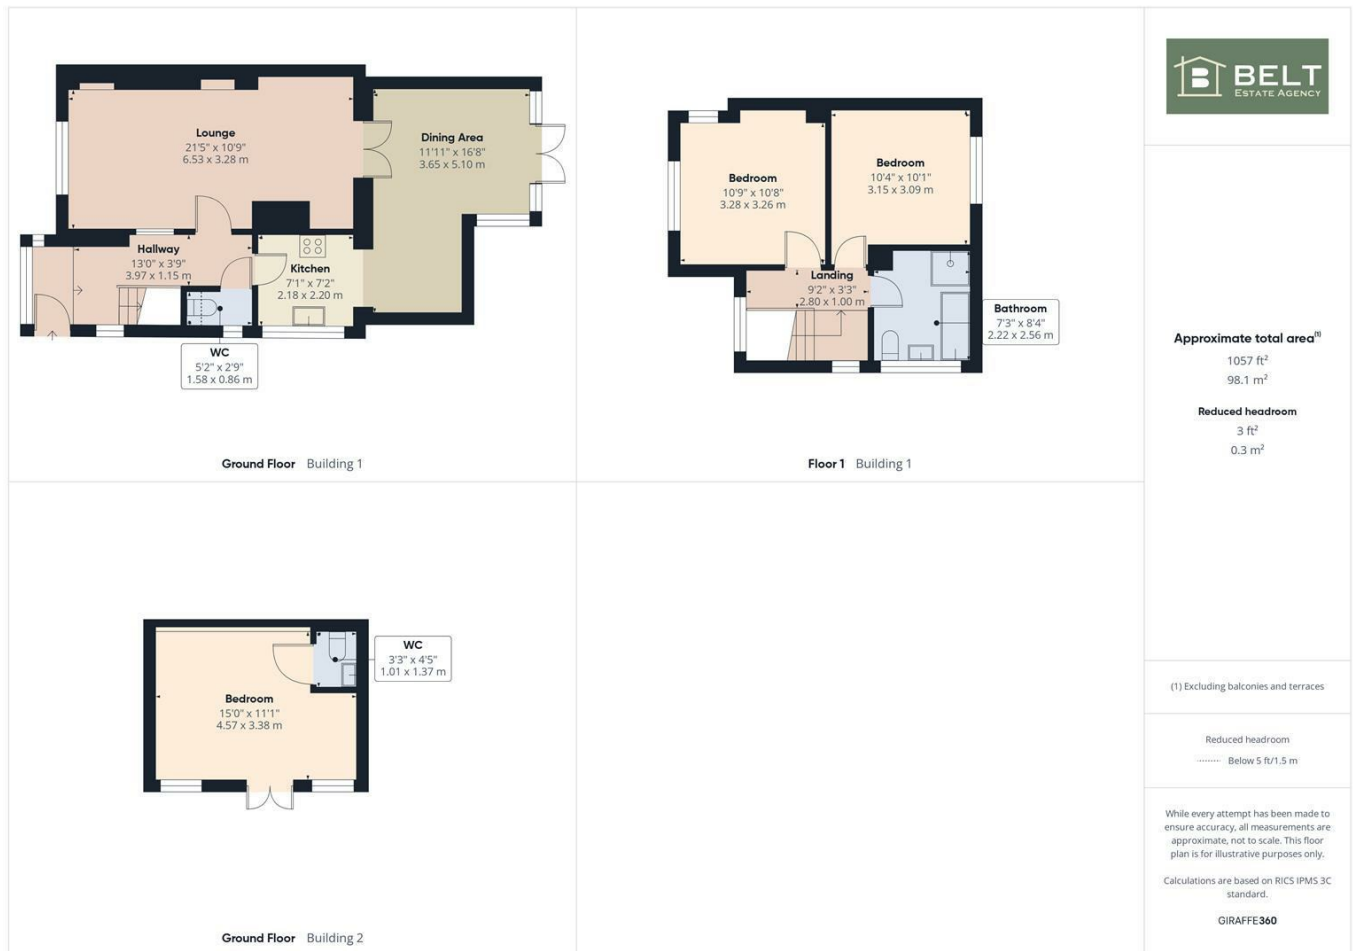 Lounge
21'5" x 10'9"
6.53 x 3.28 m
Dining Area
11'11" x 16'8"
3.65 x 5.10 m
Hallway
13'0" x 3'9"
3.97 x 1.15 m
Kitchen
7'1" x 7'2"
2.18 x 2.20 m
WC
5'2" x 2'9"
1.58 x 0.86 m
Ground Floor Building 1
Bedroom
10'9" x 10'8"
3.28 x 3.26 m
Bedroom
10'4" x 10'1"
3.15 x 3.09 m
Landing
9'2" x 3'3"
2.80 x 1.00 m
Bathroom
7'3" x 8'4"
2.22 x 2.56 m
Floor 1 Building 1
WC
3'3" x 4'5"
1.01 x 1.37 m
Bedroom
15'0" x 11'1"
4.57 x 3.38 m
Ground Floor Building 2
B BELT
ESTATE AGENCY
Approximate total area(1)
1057 ft²
98.1 m²
Reduced headroom
3 ft²
0.3 m²
(1) Excluding balconies and terraces
Reduced headroom
Below 5 ft/1.5 m
While every attempt has been made to
ensure accuracy, all measurements are
approximate, not to scale. This floor
plan is for illustrative purposes only.
Calculations are based on RICS IPMS 3C
standard.
GIRAFFE360